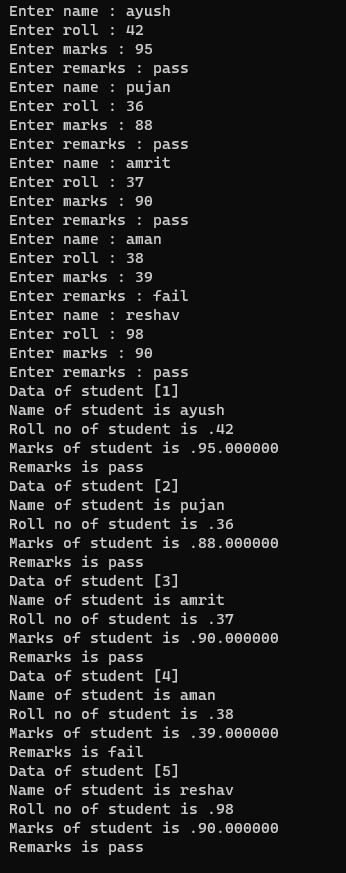 Enter name : ayush
Enter roll : 42
Enter marks : 95
Enter remarks : pass
Enter name : pujan
Enter roll : 36
Enter marks : 88
Enter remarks : pass
Enter name : amrit
Enter roll : 37
Enter marks : 90
Enter remarks : pass
Enter name : aman
Enter roll : 38
Enter marks : 39
Enter remarks : fail
Enter name : reshav
Enter roll : 98
Enter marks : 90
Enter remarks : pass
Data of student [1]
Name of student is ayush
Roll no of student is .42
Marks of student is .95.000000
Remarks is pass
Data of student [2]
Name of student is pujan
Roll no of student is .36
Marks of student is .88.000000
Remarks is pass
Data of student [3]
Name of student is amrit
Roll no of student is .37
Marks of student is .90.000000
Remarks is pass
Data of student [4]
Name of student is aman
Roll no of student is .38
Marks of student is .39.000000
Remarks is fail
Data of student [5]
Name of student is reshav
Roll no of student is .98
Marks of student is .90.000000
Remarks is pass